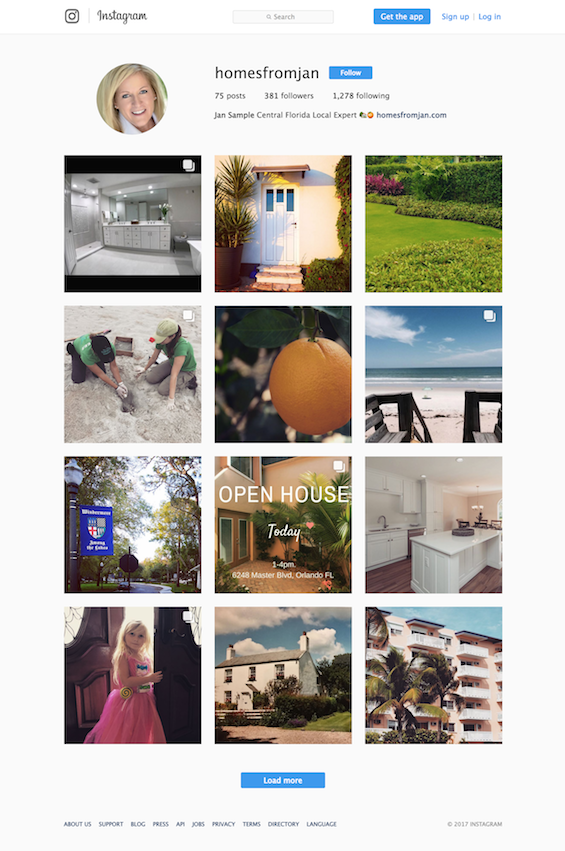 Instagram
Search
Get the app
Sign up | Log in
homesfromjan
Follow
75 posts 381 followers 1,278 following
Jan Sample Central Florida Local Expert 🐚🍊 homesfromjan.com
Windermere
Among
the Lakes
OPEN HOUSE
Today
1-4pm.
6248 Master Blvd, Orlando FL
Load more
ABOUT US SUPPORT BLOG PRESS API JOBS PRIVACY TERMS DIRECTORY LANGUAGE
© 2017 INSTAGRAM